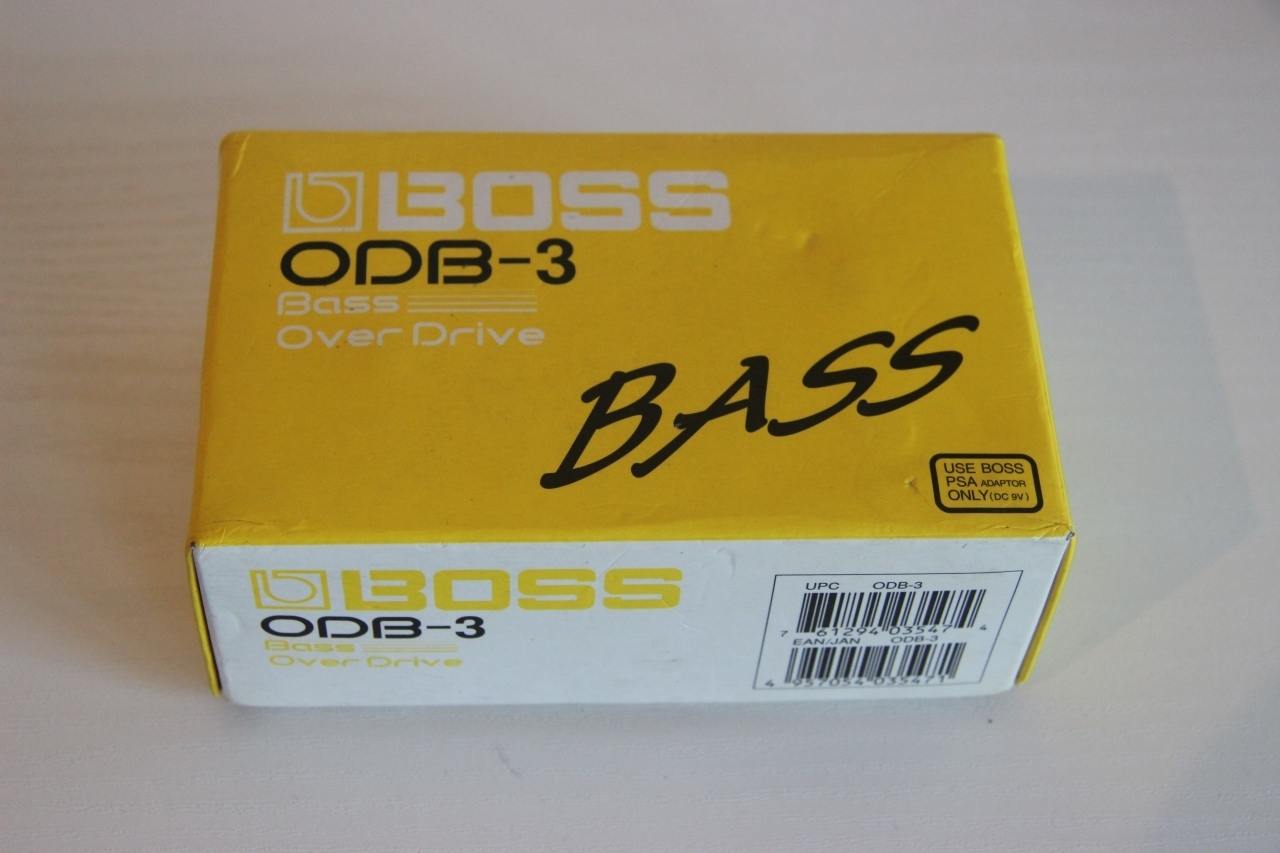 BOSS
ODB-3
Bass
Over Drive
BASS
USE BOSS
PSA ADAPTOR
ONLY(DC 9V)
BOSS
ODB-3
Bass
Over Drive
UPC ODB-3
7 61294 03547 4
EAN/JAN ODB-3
4 957054 035471